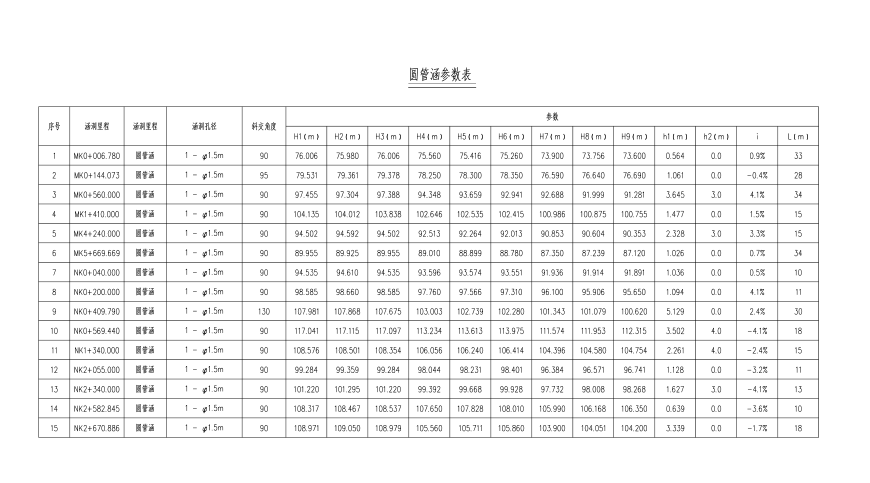 圆管涵参数表
序号 涵洞里程 涵洞里程 涵洞孔径 斜交角度 参数
H1(m) H2(m) H3(m) H4(m) H5(m) H6(m) H7(m) H8(m) H9(m) h1(m) h2(m) i L(m)
1 MK0+006.780 圆管涵 1 - φ1.5m 90 76.006 75.980 76.006 75.560 75.416 75.260 73.900 73.756 73.600 0.564 0.0 0.9% 33
2 MK0+144.073 圆管涵 1 - φ1.5m 95 79.531 79.361 79.378 78.250 78.300 78.350 76.590 76.640 76.690 1.061 0.0 -0.4% 28
3 MK0+560.000 圆管涵 1 - φ1.5m 90 97.455 97.304 97.388 94.348 93.659 92.941 92.688 91.999 91.281 3.645 3.0 4.1% 34
4 MK1+410.000 圆管涵 1 - φ1.5m 90 104.135 104.012 103.838 102.646 102.535 102.415 100.986 100.875 100.755 1.477 0.0 1.5% 15
5 MK4+240.000 圆管涵 1 - φ1.5m 90 94.502 94.592 94.502 92.513 92.264 92.013 90.853 90.604 90.353 2.328 3.0 3.3% 15
6 MK5+669.669 圆管涵 1 - φ1.5m 90 89.955 89.925 89.955 89.010 88.899 88.780 87.350 87.239 87.120 1.026 0.0 0.7% 34
7 NK0+040.000 圆管涵 1 - φ1.5m 90 94.535 94.610 94.535 93.596 93.574 93.551 91.936 91.914 91.891 1.036 0.0 0.5% 10
8 NK0+200.000 圆管涵 1 - φ1.5m 90 98.585 98.660 98.585 97.760 97.566 97.310 96.100 95.906 95.650 1.094 0.0 4.1% 11
9 NK0+409.790 圆管涵 1 - φ1.5m 130 107.981 107.868 107.675 103.003 102.739 102.280 101.343 101.079 100.620 5.129 0.0 2.4% 30
10 NK0+569.440 圆管涵 1 - φ1.5m 90 117.041 117.115 117.097 113.234 113.613 113.975 111.574 111.953 112.315 3.502 4.0 -4.1% 18
11 NK1+340.000 圆管涵 1 - φ1.5m 90 108.576 108.501 108.354 106.056 106.240 106.414 104.396 104.580 104.754 2.261 4.0 -2.4% 15
12 NK2+055.000 圆管涵 1 - φ1.5m 90 99.284 99.359 99.284 98.044 98.231 98.401 96.384 96.571 96.741 1.128 0.0 -3.2% 11
13 NK2+340.000 圆管涵 1 - φ1.5m 90 101.220 101.295 101.220 99.392 99.668 99.928 97.732 98.008 98.268 1.627 3.0 -4.1% 13
14 NK2+582.845 圆管涵 1 - φ1.5m 90 108.317 108.467 108.537 107.650 107.828 108.010 105.990 106.168 106.350 0.639 0.0 -3.6% 10
15 NK2+670.886 圆管涵 1 - φ1.5m 90 108.971 109.050 108.979 105.560 105.711 105.860 103.900 104.051 104.200 3.339 0.0 -1.7% 18